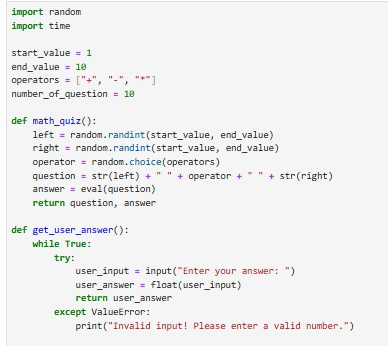 import random
import time

start_value = 1
end_value = 10
operators = ["+", "-", "*"]
number_of_question = 10

def math_quiz():
    left = random.randint(start_value, end_value)
    right = random.randint(start_value, end_value)
    operator = random.choice(operators)
    question = str(left) + " " + operator + " " + str(right)
    answer = eval(question)
    return question, answer

def get_user_answer():
    while True:
        try:
            user_input = input("Enter your answer: ")
            user_answer = float(user_input)
            return user_answer
        except ValueError:
            print("Invalid input! Please enter a valid number.")